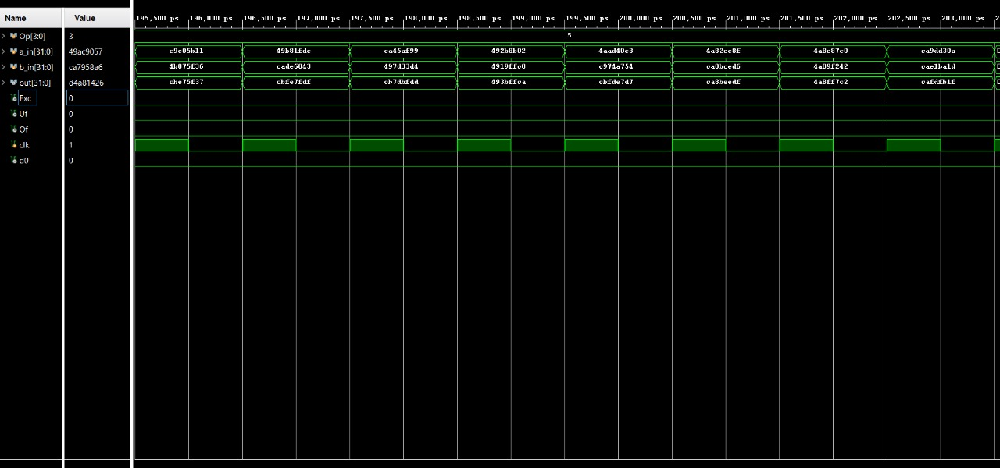 Name Value 195,500 ps 196,000 ps 196,500 ps 197,000 ps 197,500 ps 198,000 ps 198,500 ps 199,000 ps 199,500 ps 200,000 ps 200,500 ps 201,000 ps 201,500 ps 202,000 ps 202,500 ps 203,000 ps
Op[3:0] 3 5
a_in[31:0] 49ac9057 c9e05b11 49b81fdc ca45af99 492b8b02 4aad40c3 4a82ee8f 4a8e87c0 ca9dd30a
b_in[31:0] ca7958a6 4b075f36 cade6843 497d33d4 4919ffc8 c974a754 ca8bced6 4a09f242 cae1ba1d
out[31:0] d4a81426 cbe75f37 cbfe7fdf cb7dbfdd 493bffca cbfde7d7 ca8beedf 4a8ff7c2 cafdfb1f
Exc 0
Uf 0
Of 0
clk 1
d0 0